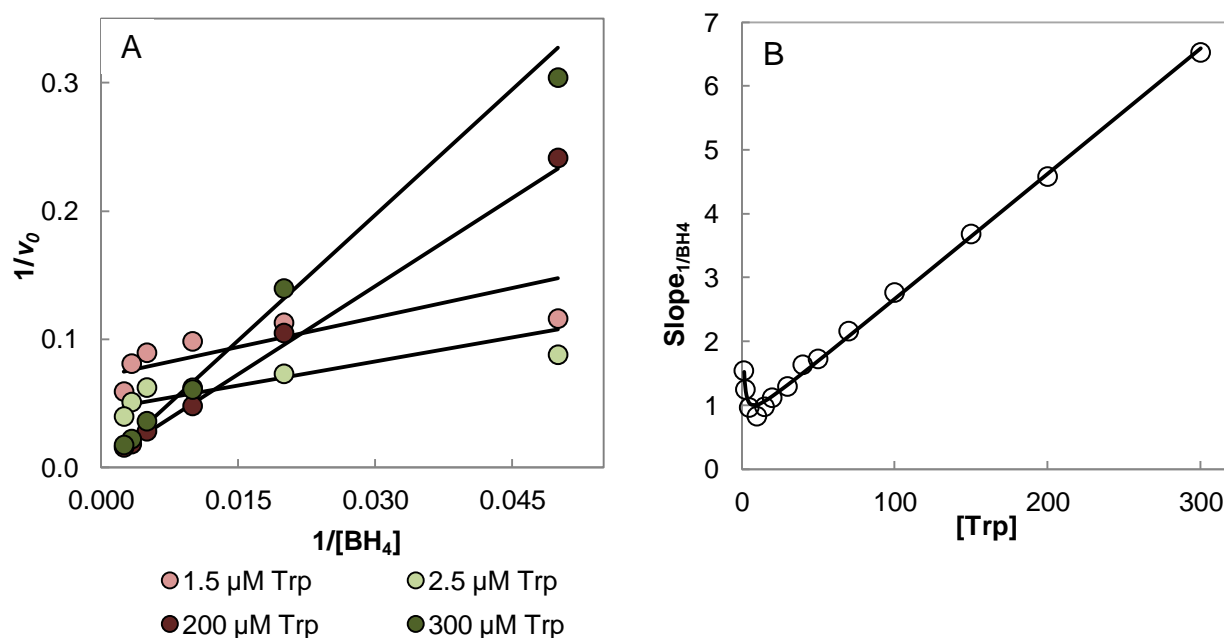 A
0.3
0.2
0.1
0.0
1/v₀
0.000
0.015
0.030
0.045
1/[BH₄]
1.5 µM Trp
2.5 µM Trp
200 µM Trp
300 µM Trp
B
7
6
5
4
3
2
1
0
Slope₁/BH4
0
100
200
300
[Trp]